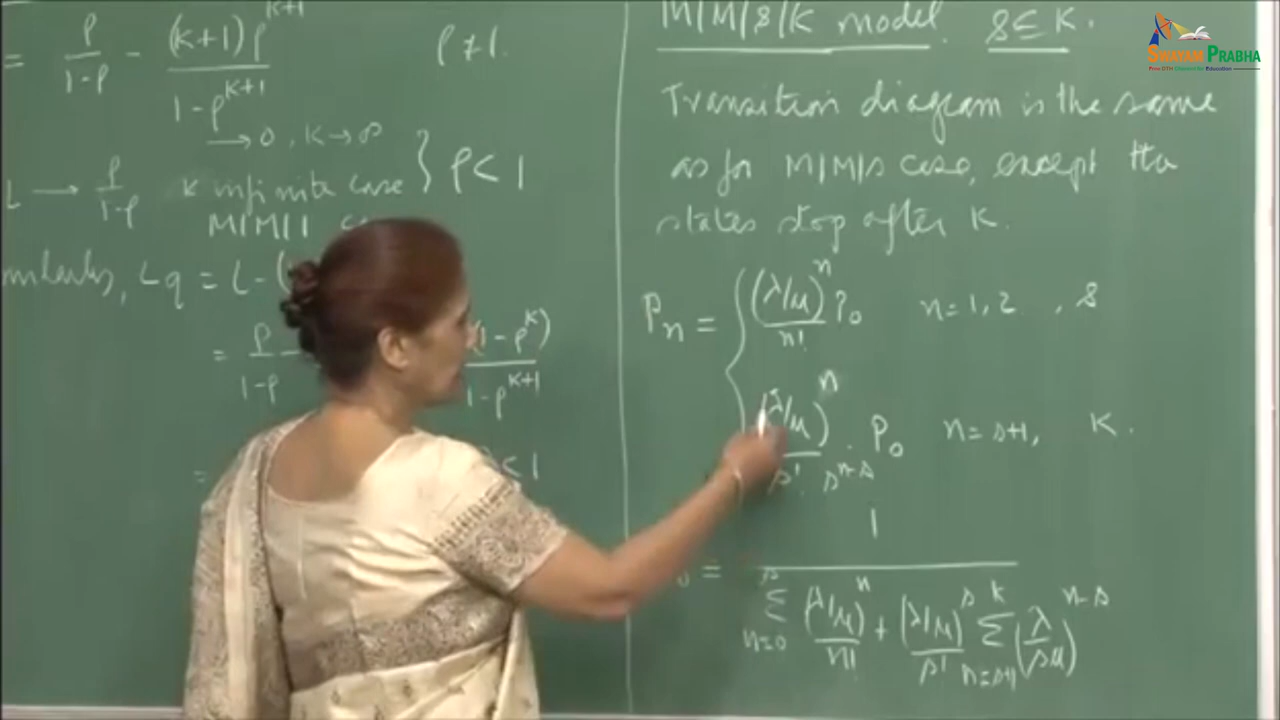 = ρ/(1-ρ) - (k+1)ρ^(k+1)/(1-ρ^(k+1)) ρ≠1.
→0, k→∞
L → ρ/(1-ρ) k infinite case } ρ<1
M/M/1
Lq = L-(
= ρ/(1-ρ) (1-ρ^k)/(1-ρ^(k+1))
= <1
M/M/s/K model. s≤K.
Transition diagram is the same
as for M/M/s case, except the
states stop after K.
Pn = { (λ/μ)^n/n! P0 n=1,2 , s
(λ/μ)^n/(s! s^(n-s)) . P0 n=s+1, K.
= 1/(Σ_(n=0)^s (λ/μ)^n/n! + (λ/μ)^s/s! Σ_(n=s+1)^k (λ/sμ)^(n-s))
SWAYAM PRABHA